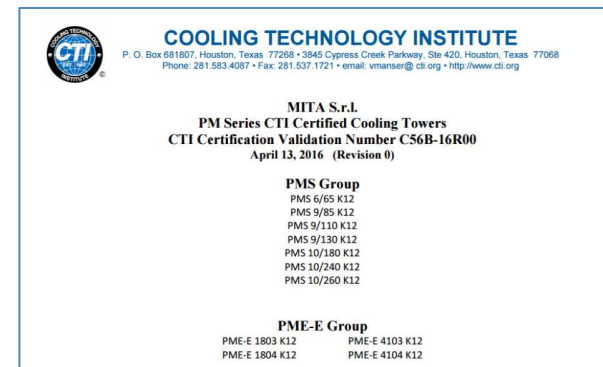 COOLING TECHNOLOGY INSTITUTE
P. O. Box 681807, Houston, Texas 77268 • 3845 Cypress Creek Parkway, Ste 420, Houston, Texas 77068
Phone: 281.583.4087 • Fax: 281.537.1721 • email: vmanser@ cti.org • http://www.cti.org
COOLING TECHNOLOGY
CTI
INSTITUTE
©
MITA S.r.l.
PM Series CTI Certified Cooling Towers
CTI Certification Validation Number C56B-16R00
April 13, 2016 (Revision 0)
PMS Group
PMS 6/65 K12
PMS 9/85 K12
PMS 9/110 K12
PMS 9/130 K12
PMS 10/180 K12
PMS 10/240 K12
PMS 10/260 K12
PME-E Group
PME-E 1803 K12 PME-E 4103 K12
PME-E 1804 K12 PME-E 4104 K12